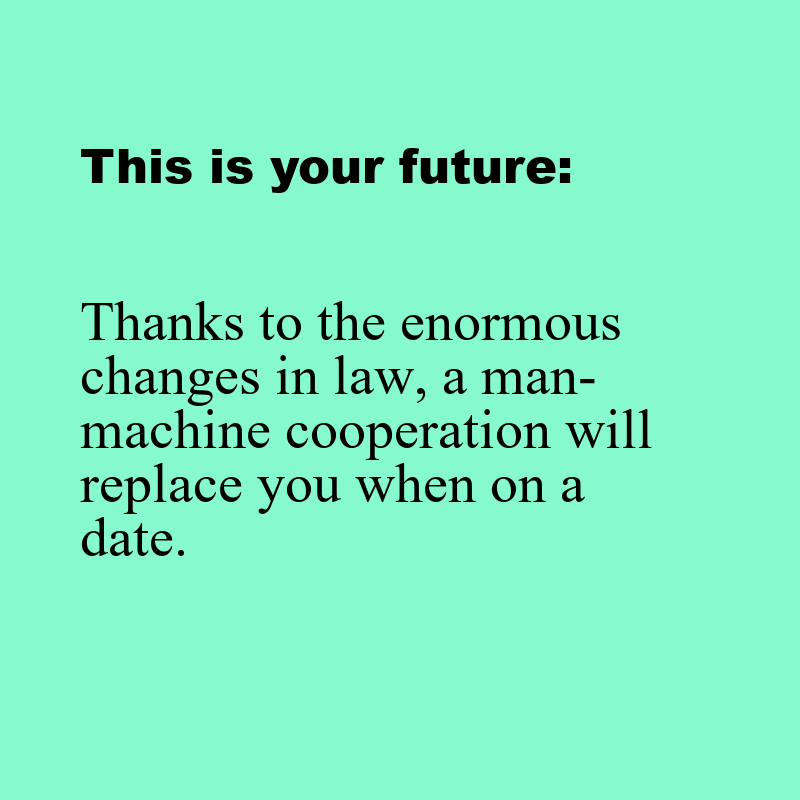 This is your future:
Thanks to the enormous
changes in law, a man-
machine cooperation will
replace you when on a
date.